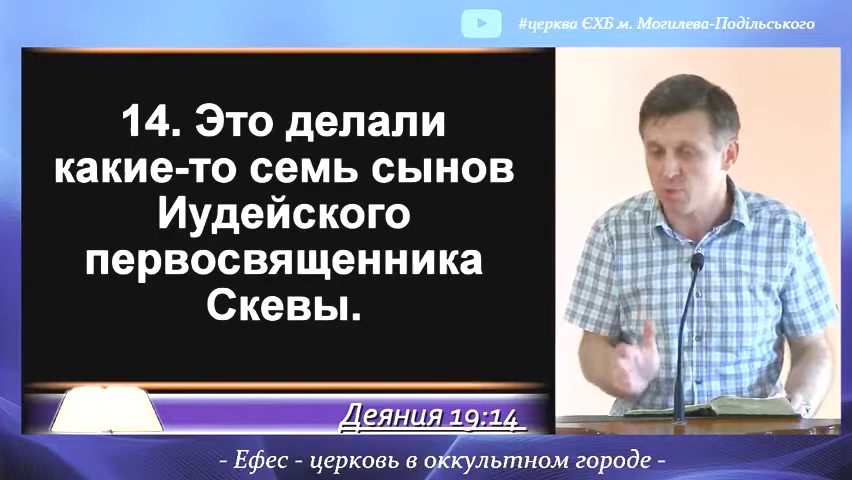 #церква ЄХБ м. Могилева-Подільського
14. Это делали
какие-то семь сынов
Иудейского
первосвященника
Скевы.
Деяния 19:14
- Ефес - церковь в оккультном городе -